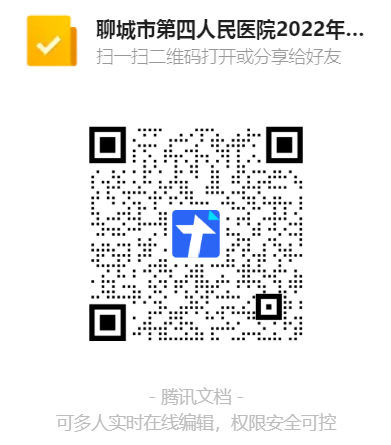 聊城市第四人民医院2022年...
扫一扫二维码打开或分享给好友
- 腾讯文档 -
可多人实时在线编辑，权限安全可控